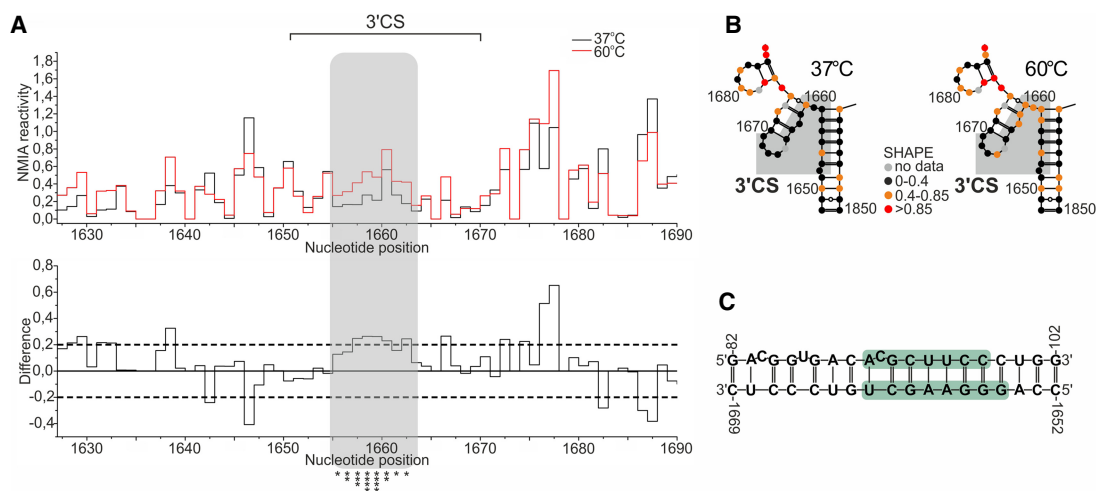 A
3'CS
37°C
60°C
NMIA reactivity
1,8
1,6
1,4
1,2
1,0
0,8
0,6
0,4
0,2
0,0
1630 1640 1650 1660 1670 1680 1690
Nucleotide position
Difference
0,8
0,6
0,4
0,2
0,0
-0,2
-0,4
1630 1640 1650 1660 1670 1680 1690
Nucleotide position
B
37°C
1680
1660
1670
3'CS
1650
1850
SHAPE
no data
0-0.4
0.4-0.85
>0.85
60°C
1680
1660
1670
3'CS
1650
1850
C
82
102
5'GACGGUGACACGCUUCCCUGG3'
3'CUCCCUGUCGAAGGGACC5'
1669
1652